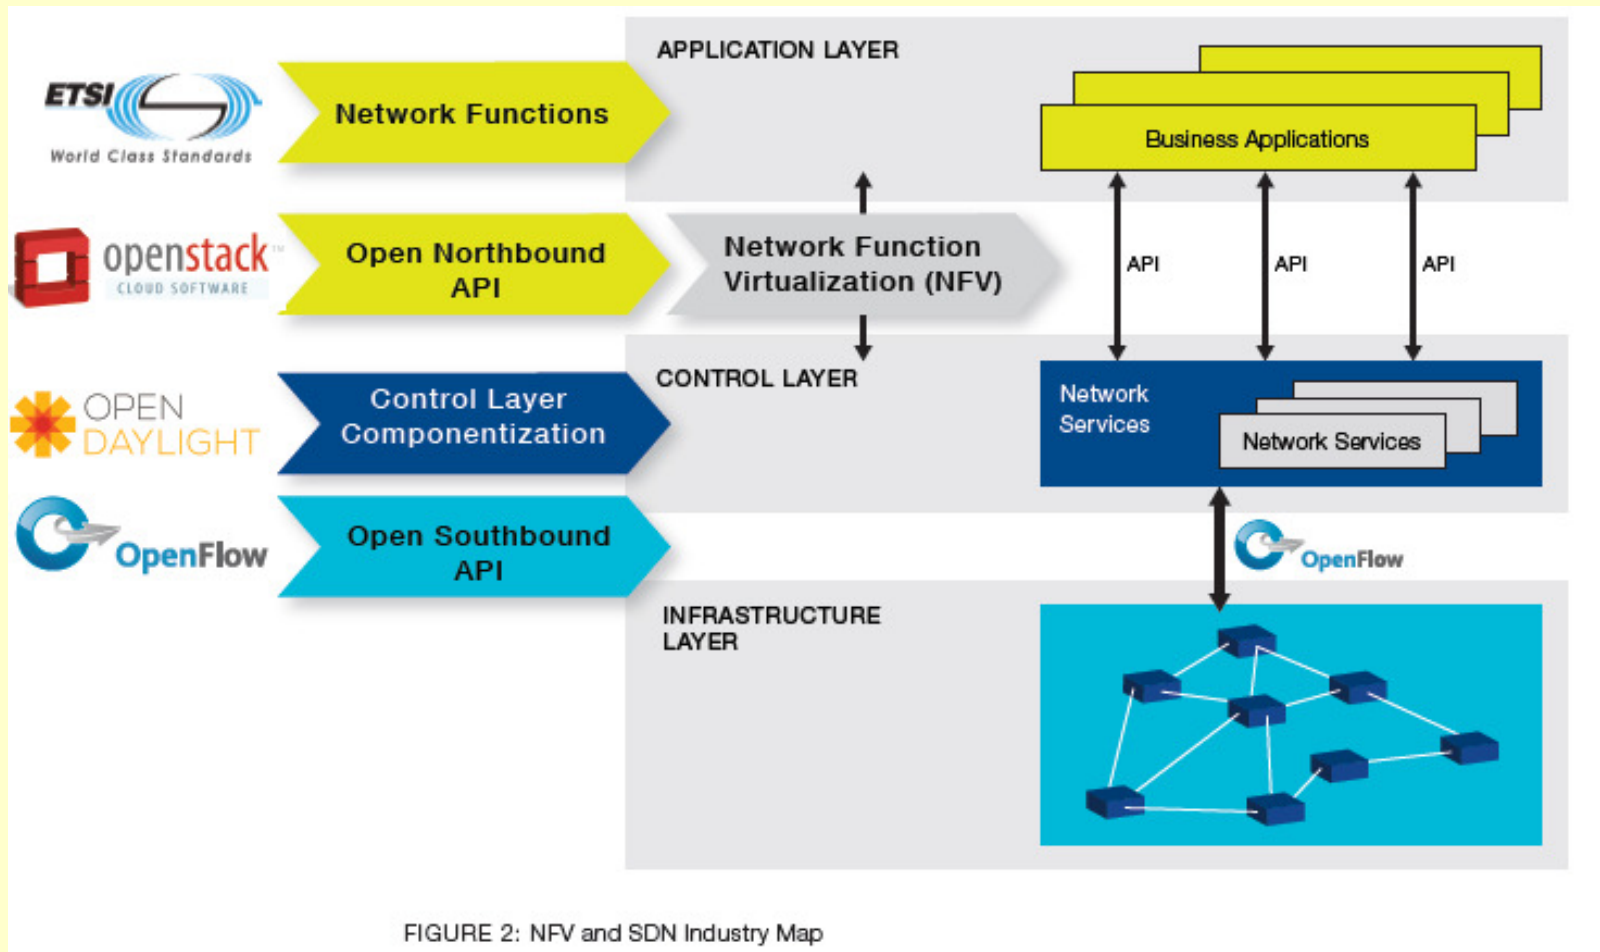 APPLICATION LAYER
ETSI
World Class Standards
Network Functions
Business Applications
openstack™
CLOUD SOFTWARE
Open Northbound
API
Network Function
Virtualization (NFV)
API
API
API
OPEN
DAYLIGHT
Control Layer
Componentization
CONTROL LAYER
Network
Services
Network Services
OpenFlow
Open Southbound
API
OpenFlow
INFRASTRUCTURE
LAYER
FIGURE 2: NFV and SDN Industry Map